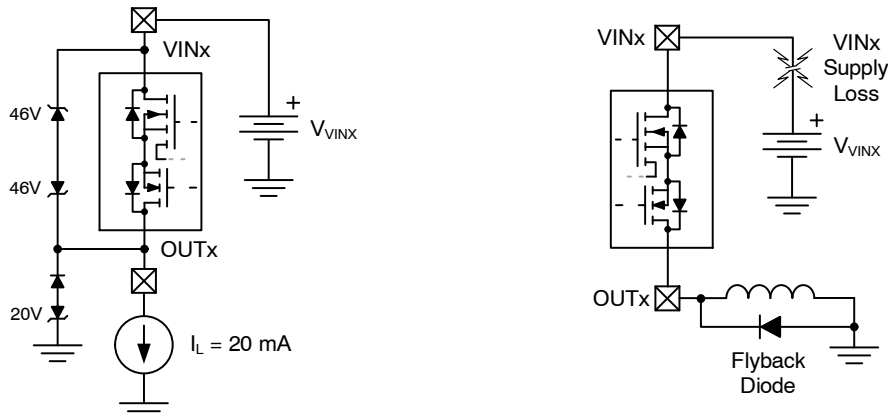 VINx
46V
46V
+
V_VINX
OUTx
20V
I_L = 20 mA
VINx
VINx
Supply
Loss
+
V_VINX
OUTx
Flyback
Diode